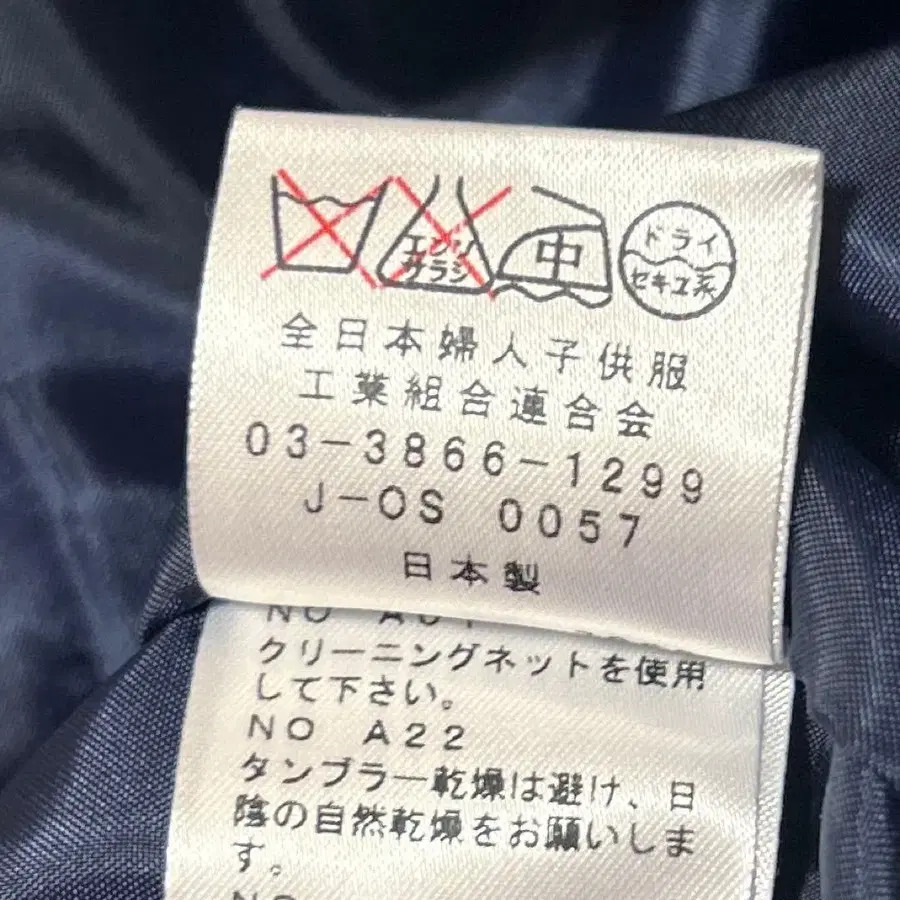 エンソ
サラシ
中
ドライ
セキユ系
全日本婦人子供服
工業組合連合会
03-3866-1299
J-OS 0057
日本製
クリーニングネットを使用
して下さい。
NO A22
タンブラー乾燥は避け、日
陰の自然乾燥をお願いしま
す。
NO